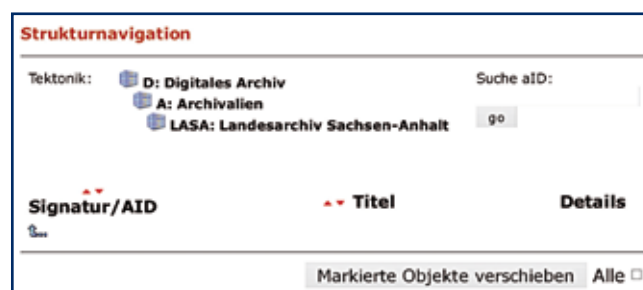 Strukturnavigation
Tektonik: D: Digitales Archiv Suche aID:
A: Archivalien
LASA: Landesarchiv Sachsen-Anhalt go
Signatur/AID Titel Details
Markierte Objekte verschieben Alle